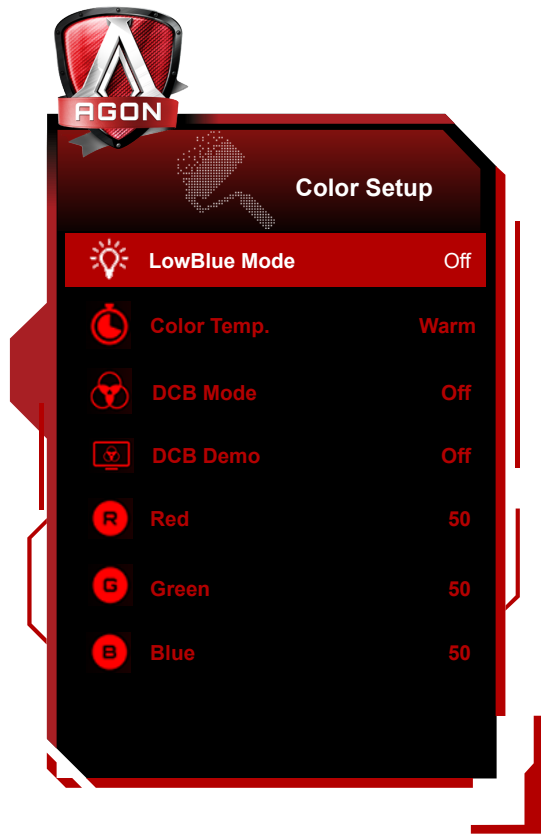 AGON
Color Setup
LowBlue Mode Off
Color Temp. Warm
DCB Mode Off
DCB Demo Off
R Red 50
G Green 50
B Blue 50